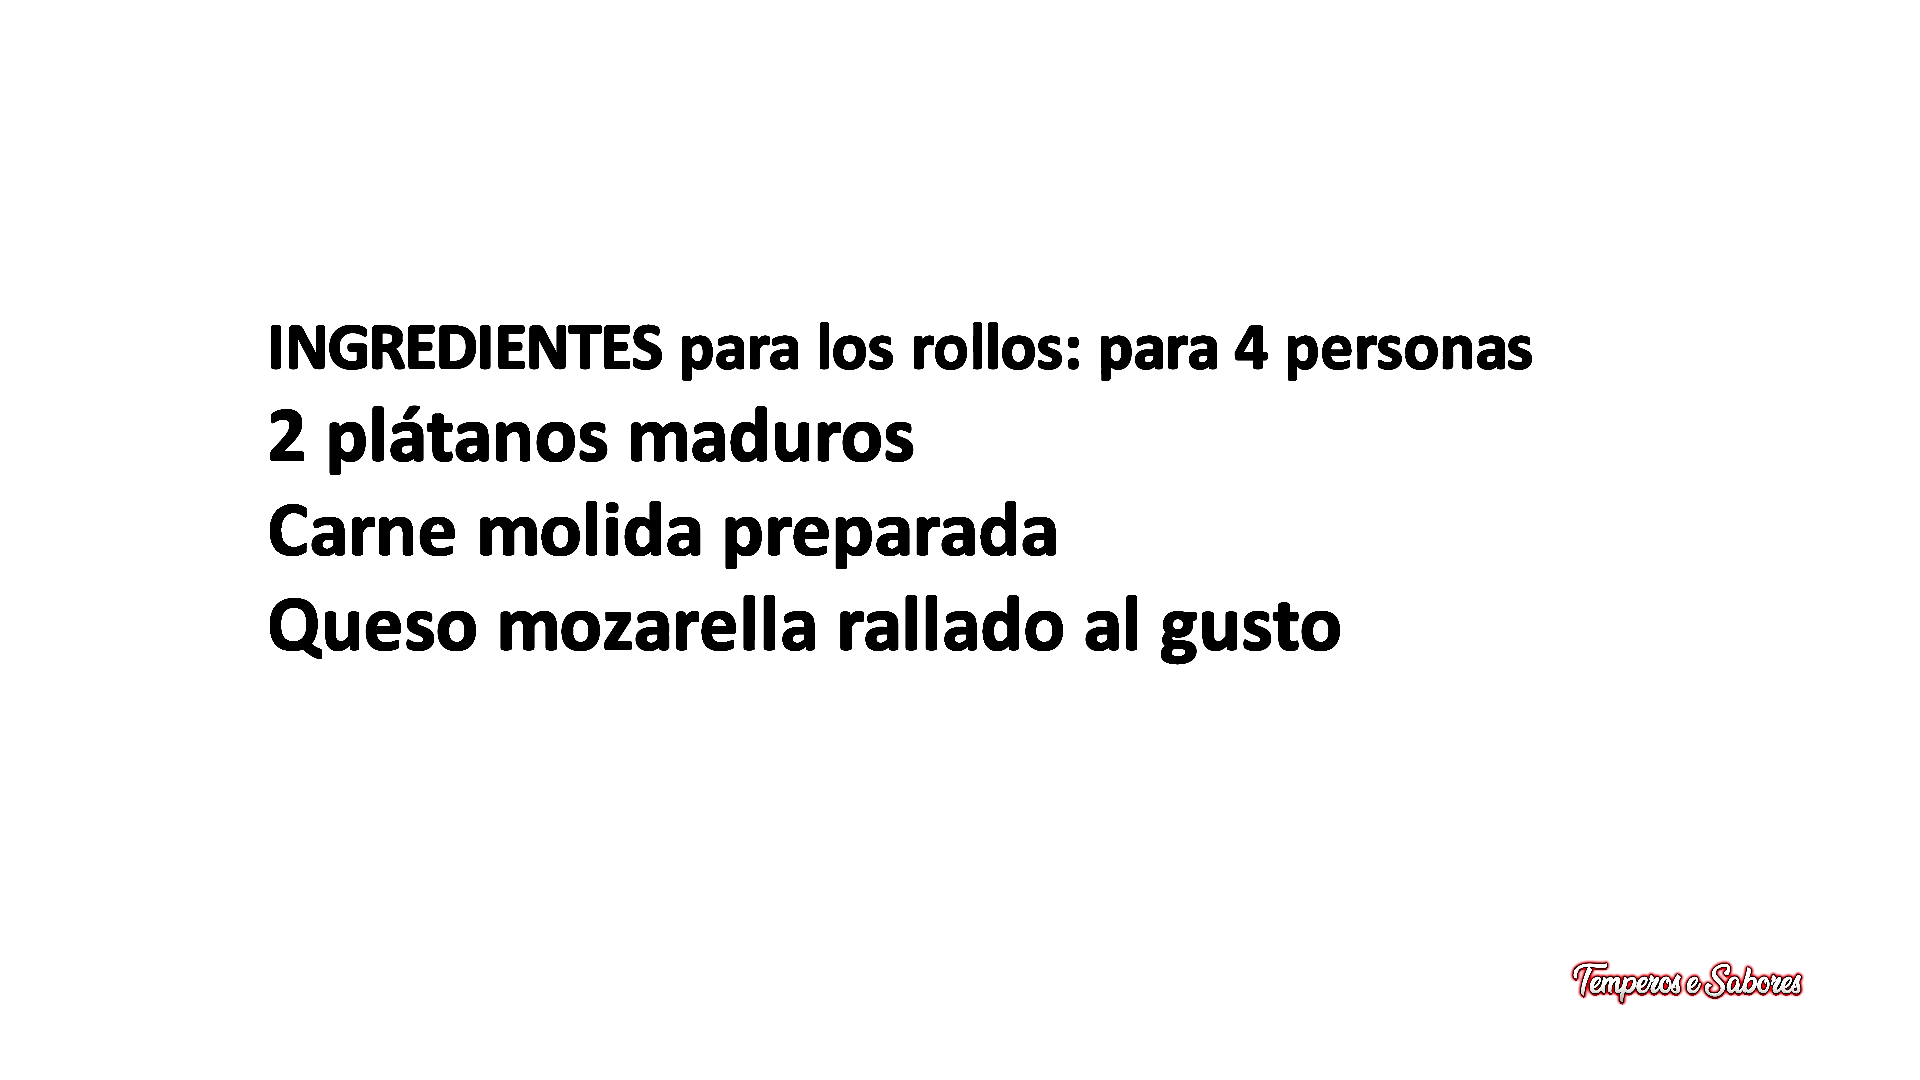 INGREDIENTES para los rollos: para 4 personas
2 plátanos maduros
Carne molida preparada
Queso mozarella rallado al gusto
Temperos e Sabores